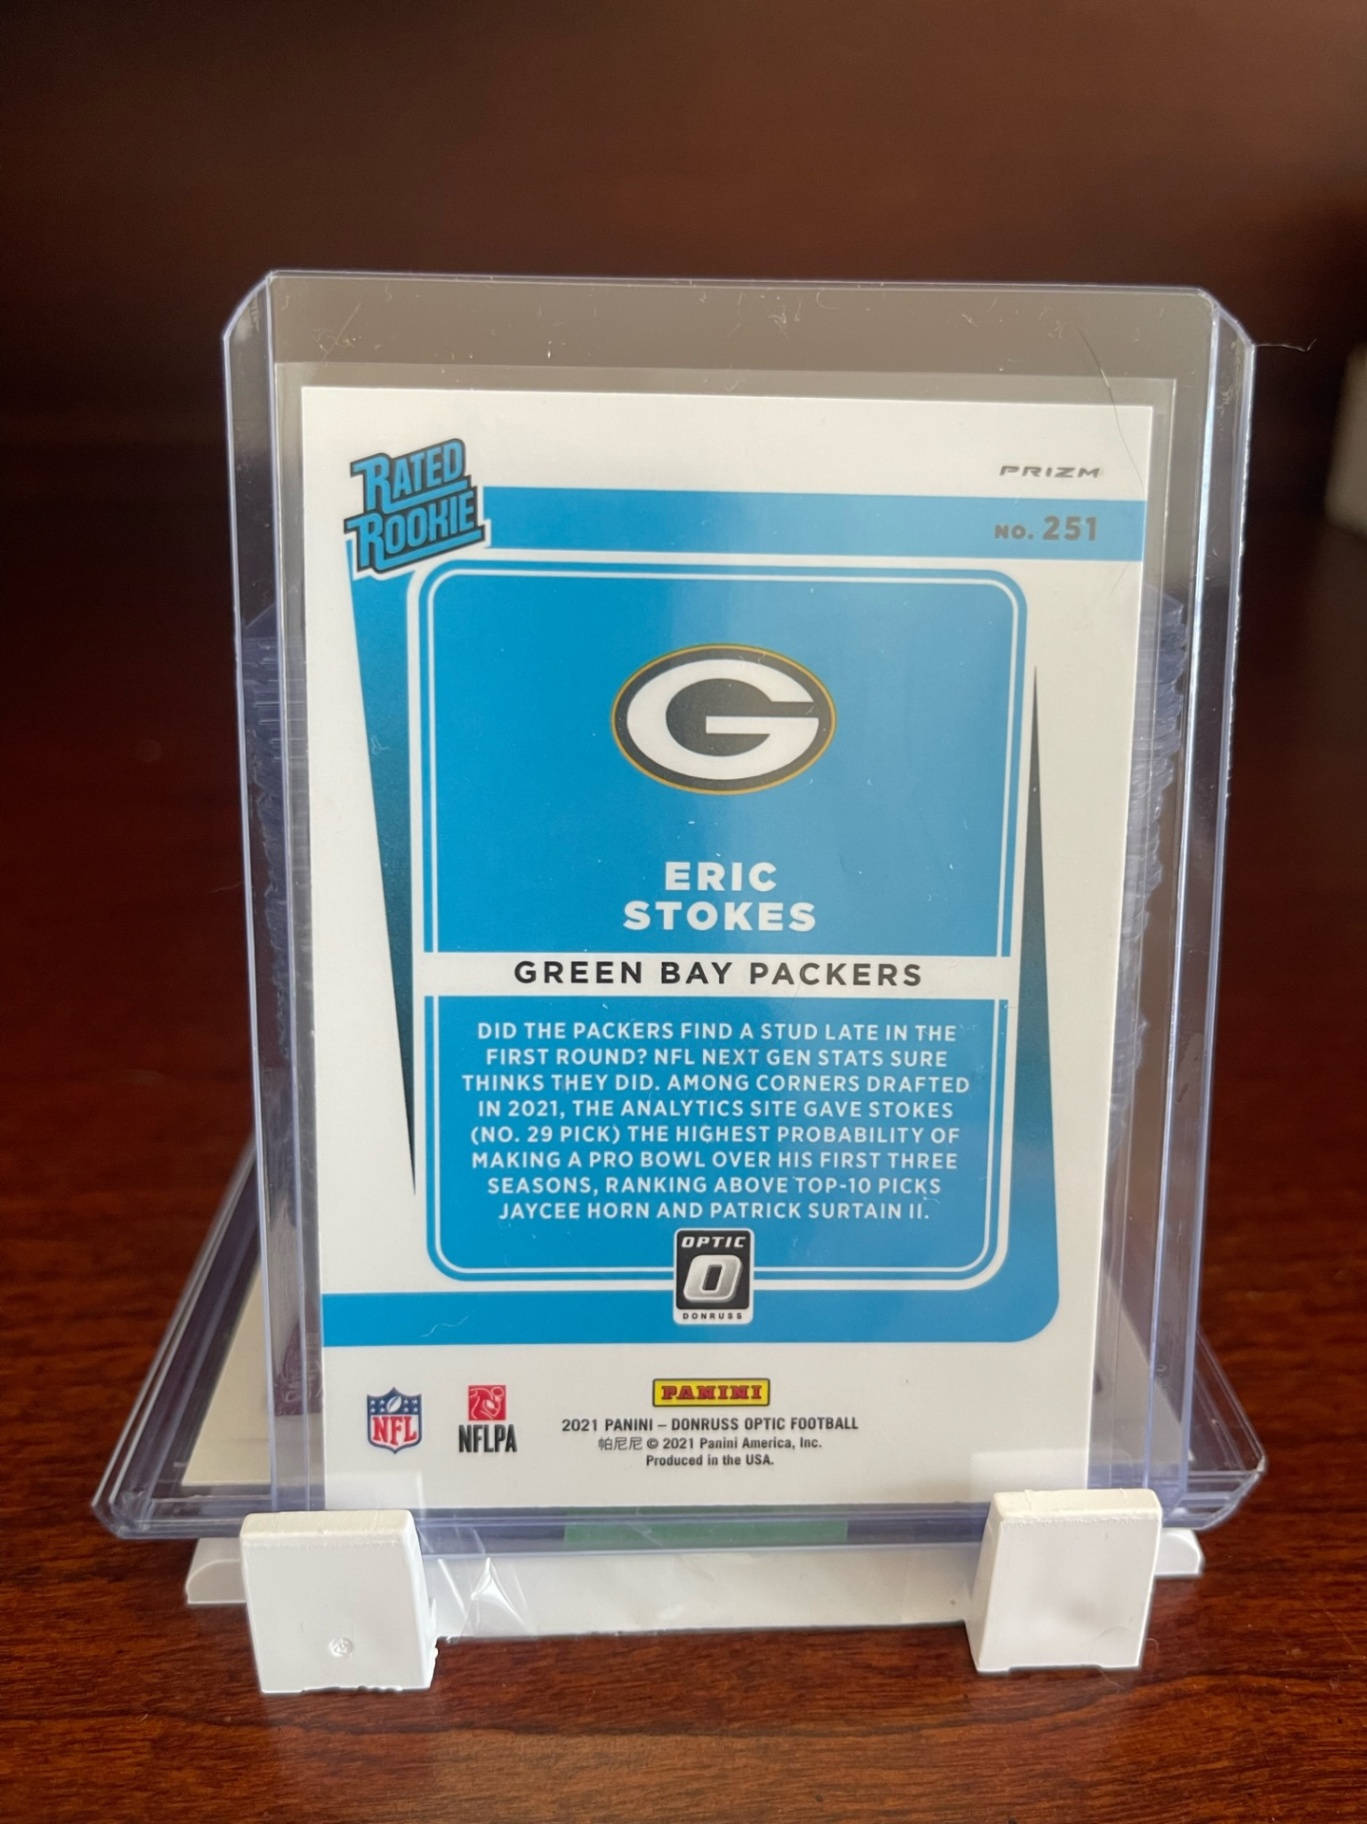 RATED
ROOKIE
PRIZM
NO. 251
G
ERIC
STOKES
GREEN BAY PACKERS
DID THE PACKERS FIND A STUD LATE IN THE
FIRST ROUND? NFL NEXT GEN STATS SURE
THINKS THEY DID. AMONG CORNERS DRAFTED
IN 2021, THE ANALYTICS SITE GAVE STOKES
(NO. 29 PICK) THE HIGHEST PROBABILITY OF
MAKING A PRO BOWL OVER HIS FIRST THREE
SEASONS, RANKING ABOVE TOP-10 PICKS
JAYCEE HORN AND PATRICK SURTAIN II.
OPTIC
O
DONRUSS
NFL
NFLPA
PANINI
2021 PANINI – DONRUSS OPTIC FOOTBALL
帕尼尼 © 2021 Panini America, Inc.
Produced in the USA.